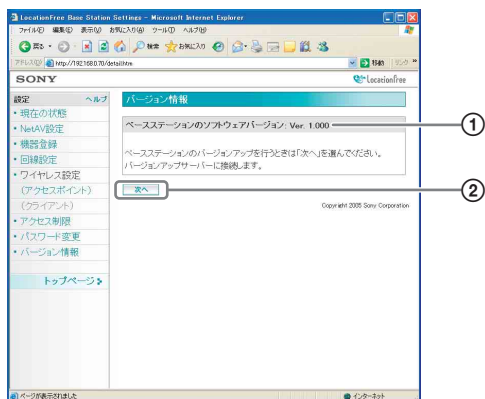 LocationFree Base Station Settings - Microsoft Internet Explorer
ファイル(F) 編集(E) 表示(V) お気に入り(A) ツール(T) ヘルプ(H)
戻る 検索 お気に入り
アドレス(D) http://192.168.0.70/detail.htm 移動 リンク
SONY LocationFree
設定 ヘルプ
・現在の状態
・NetAV設定
・機器登録
・回線設定
・ワイヤレス設定
(アクセスポイント)
(クライアント)
・アクセス制限
・パスワード変更
・バージョン情報
トップページ
バージョン情報
ベースステーションのソフトウェアバージョン: Ver. 1.000
①
ベースステーションのバージョンアップを行うときは「次へ」を選んでください。
バージョンアップサーバーに接続します。
次へ
②
Copyright 2005 Sony Corporation
ページが表示されました
インターネット